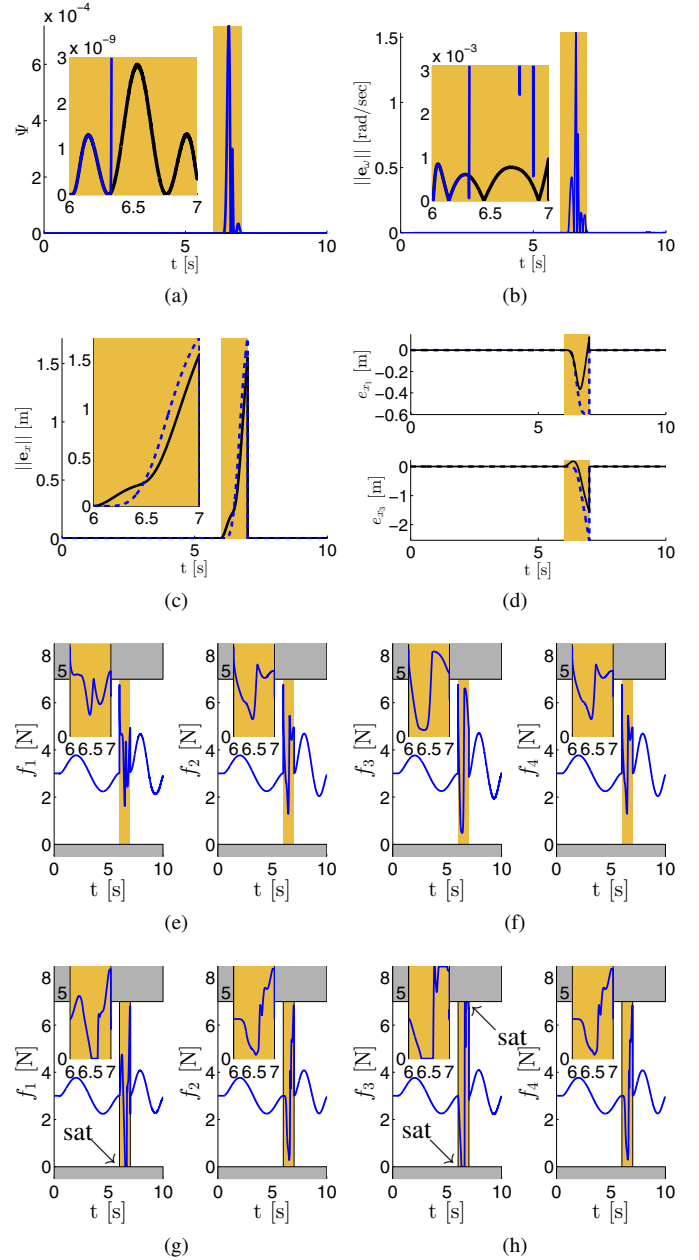 x 10⁻⁴
x 10⁻⁹
6
4
2
0
Ψ
3
2
1
0
6 6.5 7
0 5 10
t [s]
(a)
1.5
1
0.5
0
||e_ω|| [rad/sec]
x 10⁻³
3
2
1
0
6 6.5 7
0 5 10
t [s]
(b)
1.5
1
0.5
0
||e_x|| [m]
1.5
1
0.5
0
6 6.5 7
0 5 10
t [s]
(c)
0
−0.2
−0.4
−0.6
e_{x_1} [m]
0 5 10
0
−1
−2
e_{x_3} [m]
0 5 10
t [s]
(d)
8
6
4
2
0
f_1 [N]
5
0
6 6.5 7
0 5 10
t [s]
8
6
4
2
0
f_2 [N]
5
0
6 6.5 7
0 5 10
t [s]
(e)
8
6
4
2
0
f_3 [N]
5
0
6 6.5 7
0 5 10
t [s]
8
6
4
2
0
f_4 [N]
5
0
6 6.5 7
0 5 10
t [s]
(f)
8
6
4
2
0
f_1 [N]
5
0
6 6.5 7
sat
0 5 10
t [s]
8
6
4
2
0
f_2 [N]
5
0
6 6.5 7
0 5 10
t [s]
(g)
8
6
4
2
0
f_3 [N]
5
0
6 6.5 7
sat
sat
0 5 10
t [s]
8
6
4
2
0
f_4 [N]
5
0
6 6.5 7
0 5 10
t [s]
(h)